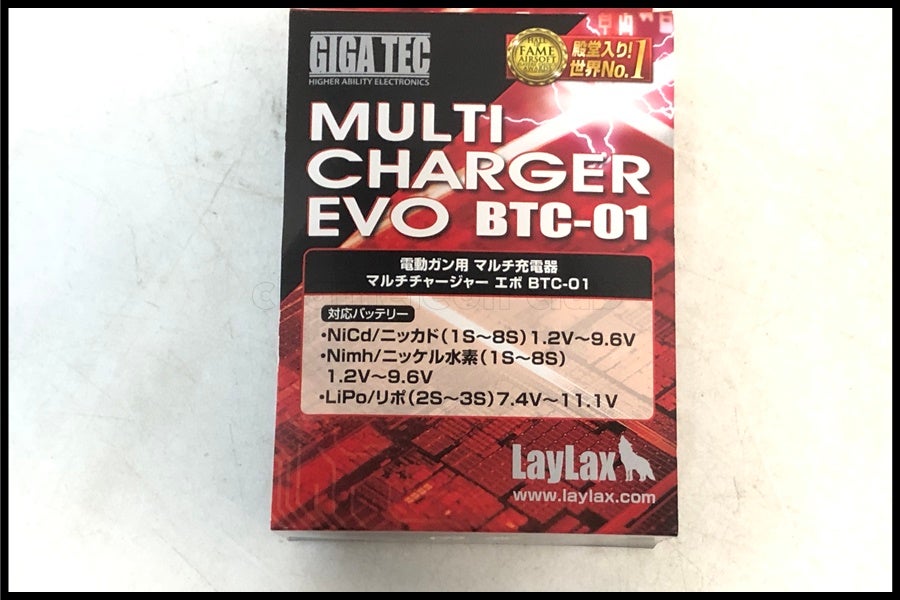 GIGA TEC
HIGHER ABILITY ELECTRONICS
FAME
AIRSOFT
殿堂入り!
世界No.1
MULTI
CHARGER
EVO BTC-01
電動ガン用 マルチ充電器
マルチチャージャー エボ BTC-01
対応バッテリー
・NiCd/ニッカド(1S〜8S)1.2V〜9.6V
・Nimh/ニッケル水素(1S〜8S)
1.2V〜9.6V
・LiPo/リポ(2S〜3S)7.4V〜11.1V
LayLax
www.laylax.com